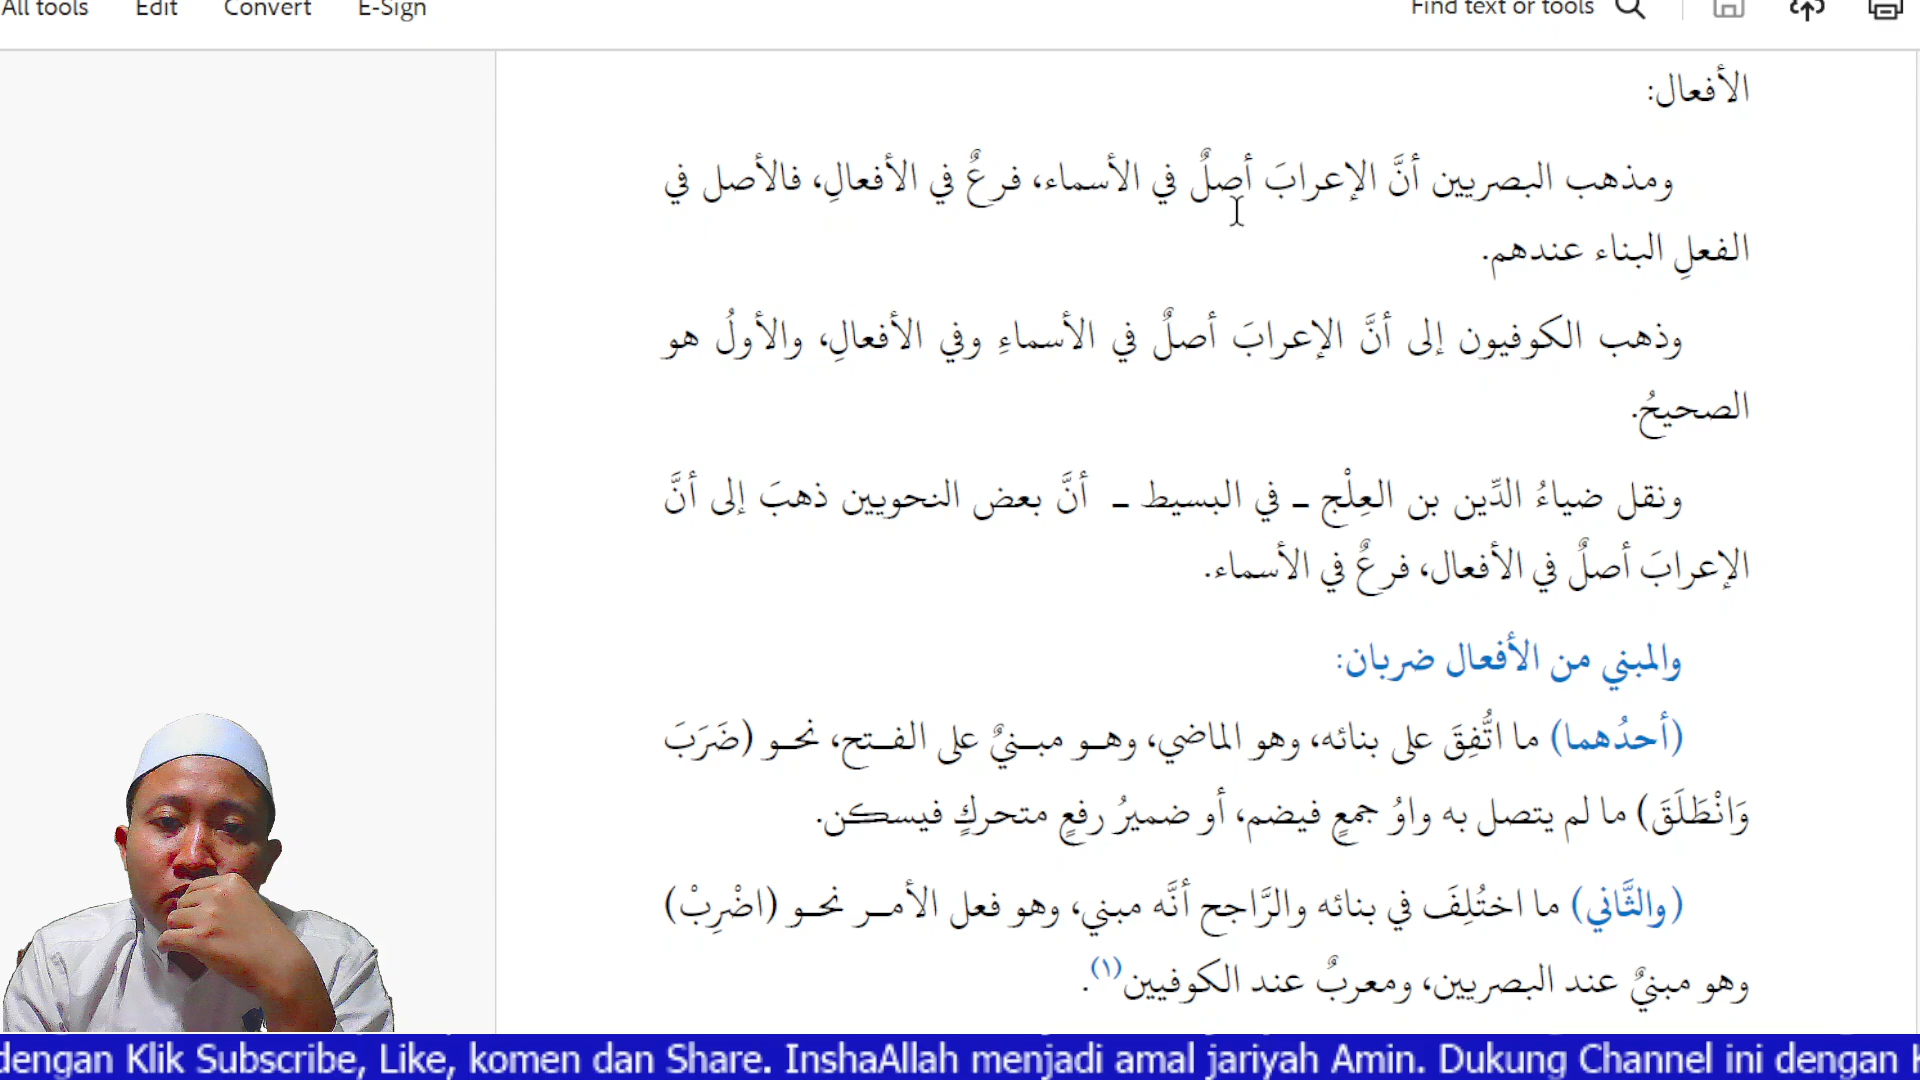 All tools Edit Convert E-Sign Find text or tools
الأفعال:
ومذهب البصريين أنَّ الإعرابَ أصلٌ في الأسماء، فرعٌ في الأفعالِ، فالأصل في
الفعلِ البناء عندهم.
وذهب الكوفيون إلى أنَّ الإعرابَ أصلٌ في الأسماءِ وفي الأفعالِ، والأولُ هو
الصحيحُ.
ونقل ضياءُ الدِّين بن العِلْج ـ في البسيط ـ أنَّ بعض النحويين ذهبَ إلى أنَّ
الإعرابَ أصلٌ في الأفعال، فرعٌ في الأسماء.
والمبني من الأفعال ضربان:
(أحدُهما) ما اتُّفِقَ على بنائه، وهو الماضي، وهـو مبـنيٌ على الفـتح، نحـو (ضَرَبَ
وَانْطَلَقَ) ما لم يتصل به واوُ جمعٍ فيضم، أو ضميرُ رفعٍ متحركٍ فيسكن.
(والثَّاني) ما اختُلِفَ في بنائه والرَّاجح أنَّه مبني، وهو فعل الأمـر نحـو (اضْرِبْ)
وهو مبنيٌ عند البصريين، ومعربٌ عند الكوفيين(١).
dengan Klik Subscribe, Like, komen dan Share. InshaAllah menjadi amal jariyah Amin. Dukung Channel ini dengan